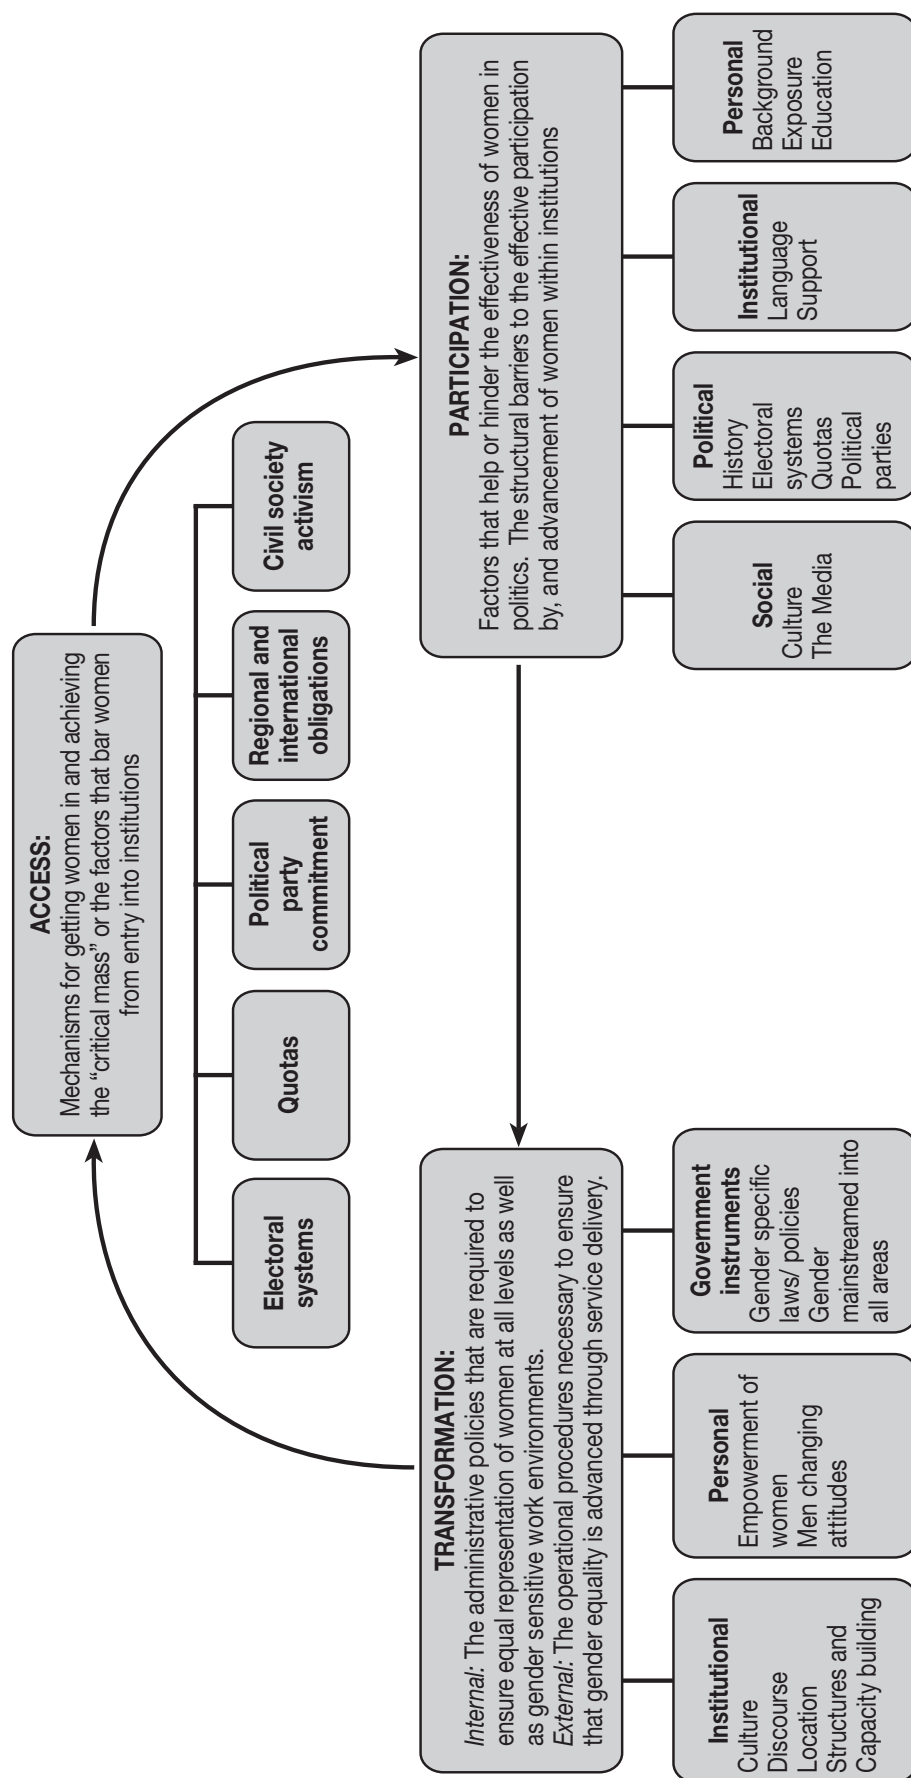 ACCESS:
Mechanisms for getting women in and achieving
the “critical mass” or the factors that bar women
from entry into institutions
Electoral
systems
Quotas
Political
party
commitment
Regional and
international
obligations
Civil society
activism
TRANSFORMATION:
Internal: The administrative policies that are required to
ensure equal representation of women at all levels as well
as gender sensitive work environments.
External: The operational procedures necessary to ensure
that gender equality is advanced through service delivery.
Institutional
Culture
Discourse
Location
Structures and
Capacity building
Personal
Empowerment of
women
Men changing
attitudes
Government
instruments
Gender specific
laws/ policies
Gender
mainstreamed into
all areas
PARTICIPATION:
Factors that help or hinder the effectiveness of women in
politics. The structural barriers to the effective participation
by, and advancement of women within institutions
Social
Culture
The Media
Political
History
Electoral
systems
Quotas
Political
parties
Institutional
Language
Support
Personal
Background
Exposure
Education